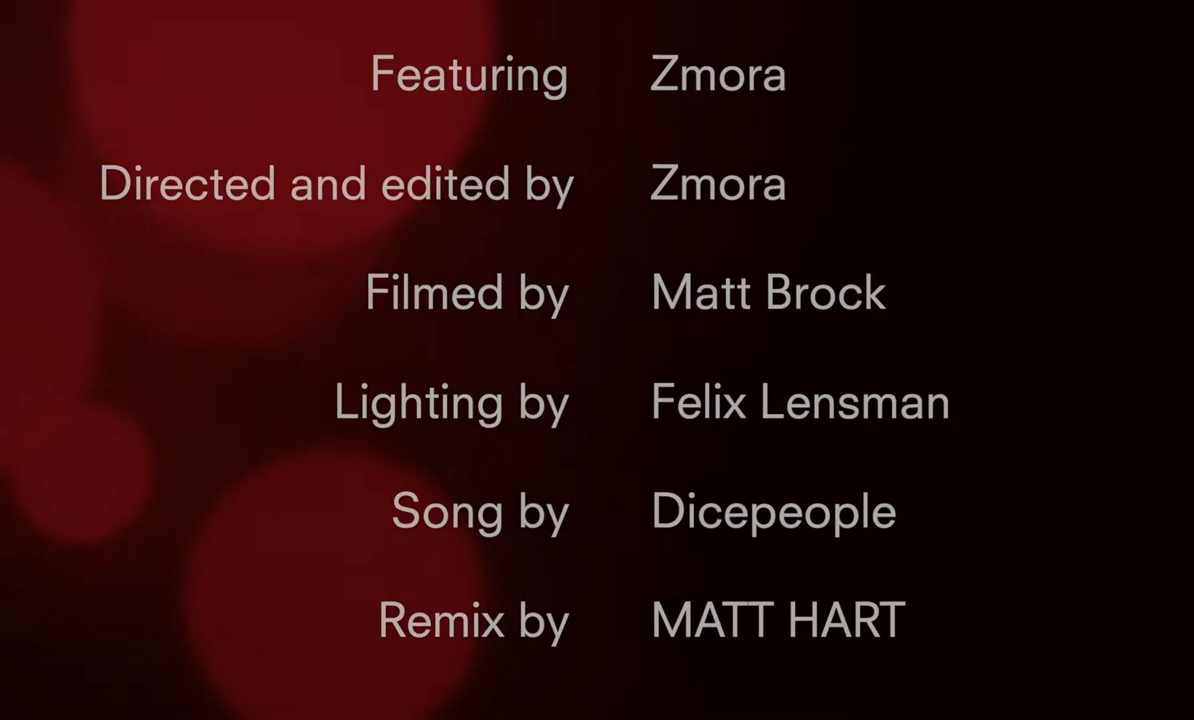 Featuring Zmora
Directed and edited by Zmora
Filmed by Matt Brock
Lighting by Felix Lensman
Song by Dicepeople
Remix by MATT HART